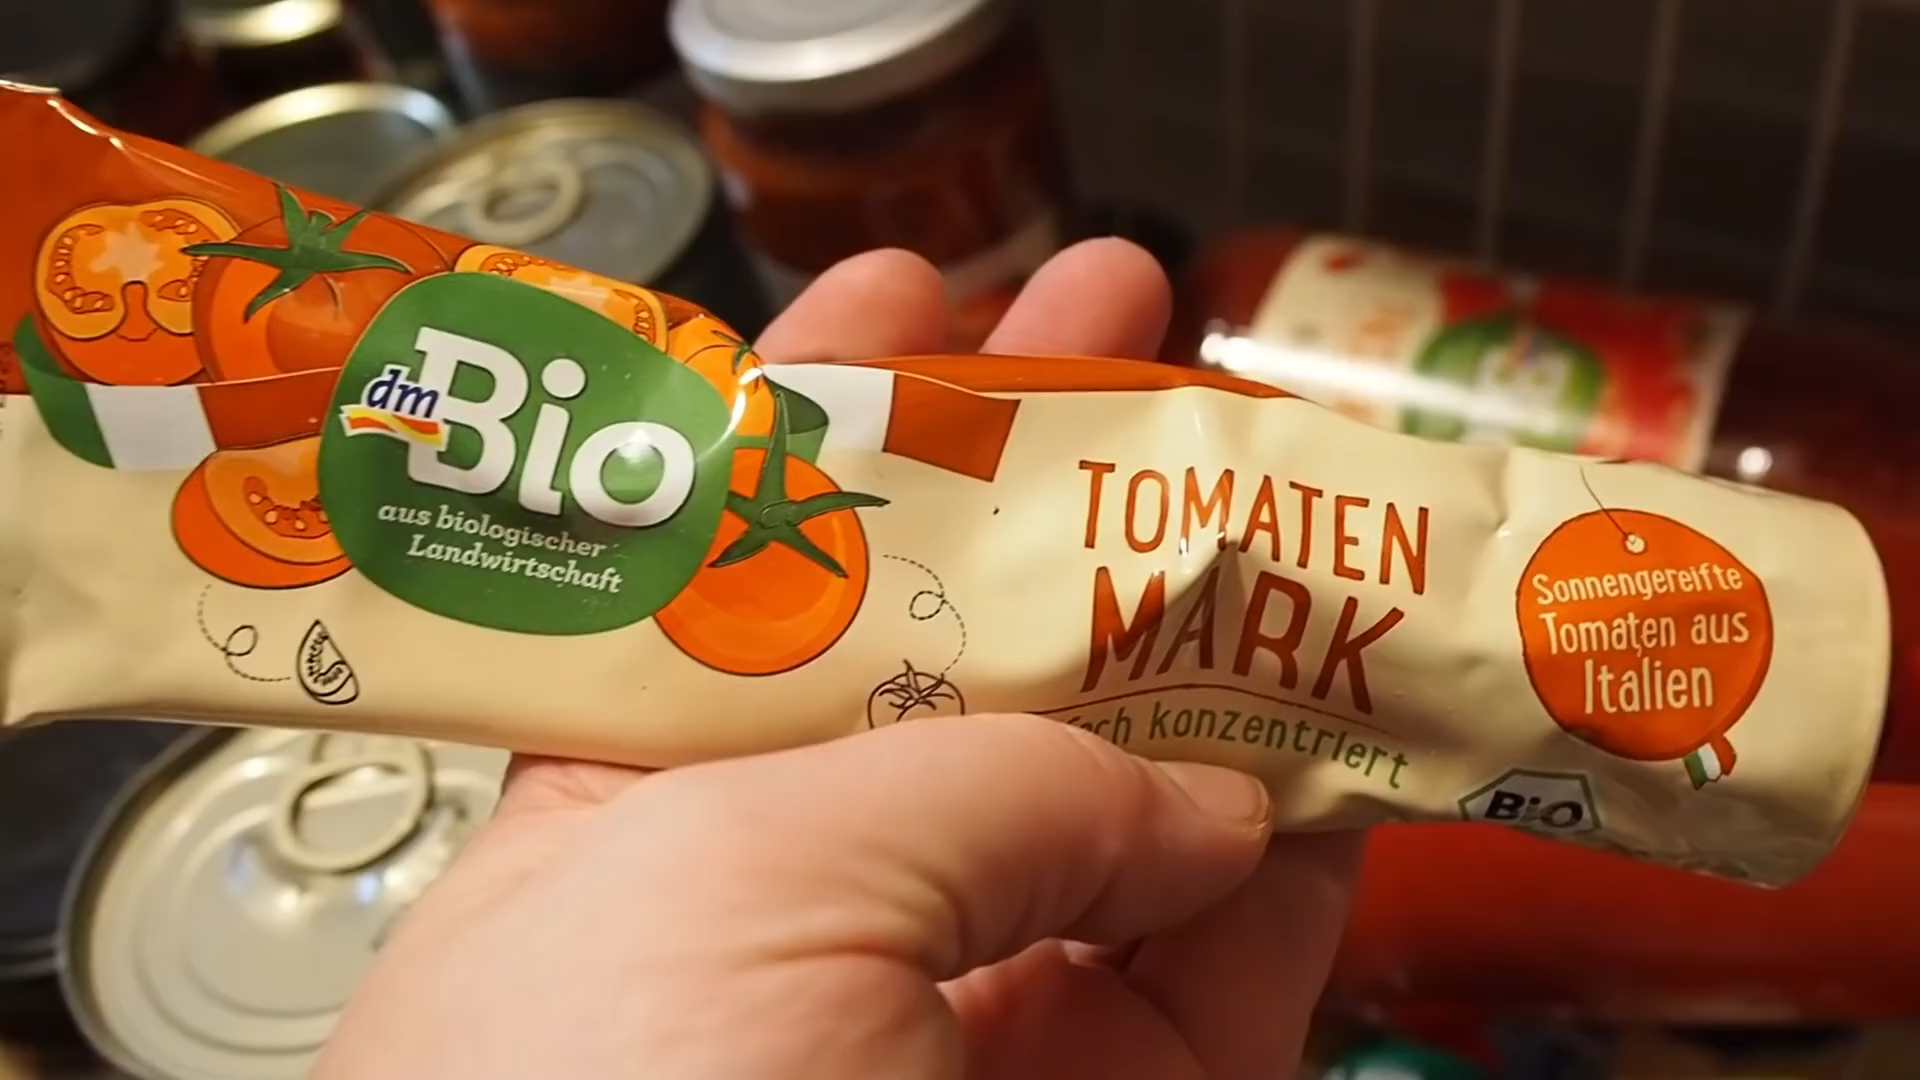 dm
Bio
aus biologischer
Landwirtschaft
TOMATEN
MARK
konzentriert
Sonnengereifte
Tomaten aus
Italien
BiO